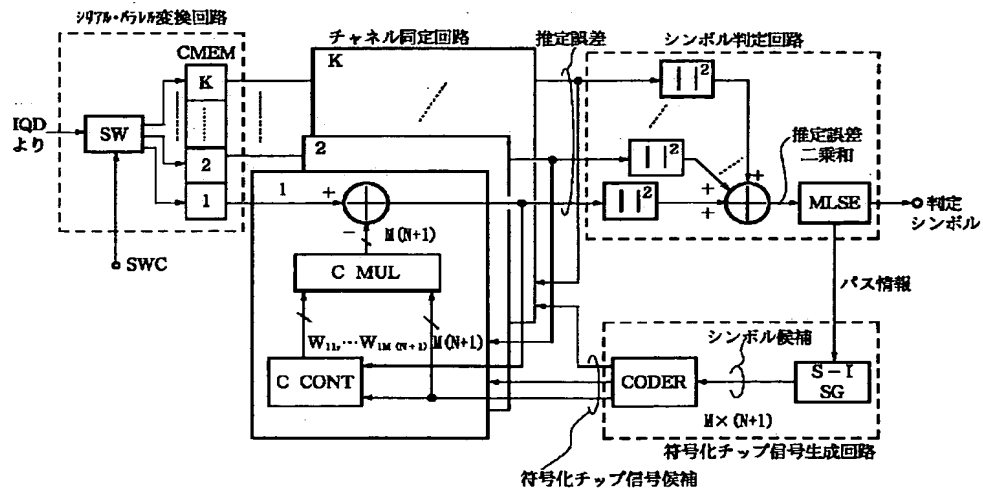 ｼﾘｱﾙ･ﾊﾟﾗﾚﾙ変換回路
CMEM
K
2
1
IQD
より
SW
SWC
チャネル同定回路
K
2
1
+
−
M(N+1)
C MUL
W11,…W1M(N+1)
M(N+1)
C CONT
推定誤差
シンボル判定回路
| |2
| |2
| |2
+
+
+
推定誤差
二乗和
MLSE
判定
シンボル
パス情報
シンボル候補
CODER
S−I
SG
M×(N+1)
符号化チップ信号生成回路
符号化チップ信号候補